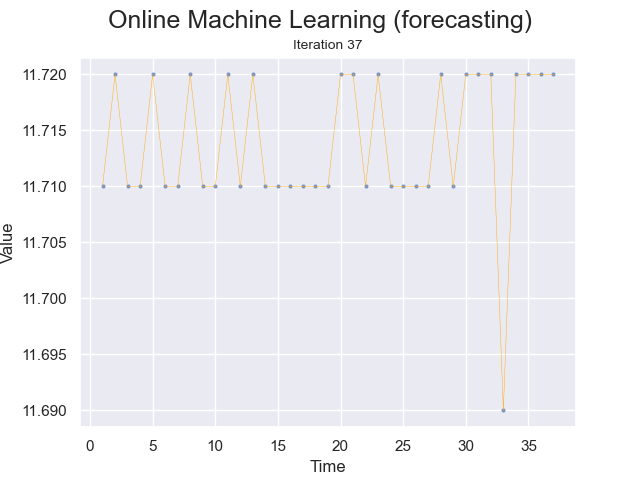 Online Machine Learning (forecasting)
Iteration 37
11.720
11.715
11.710
11.705
11.700
11.695
11.690
Value
0 5 10 15 20 25 30 35
Time